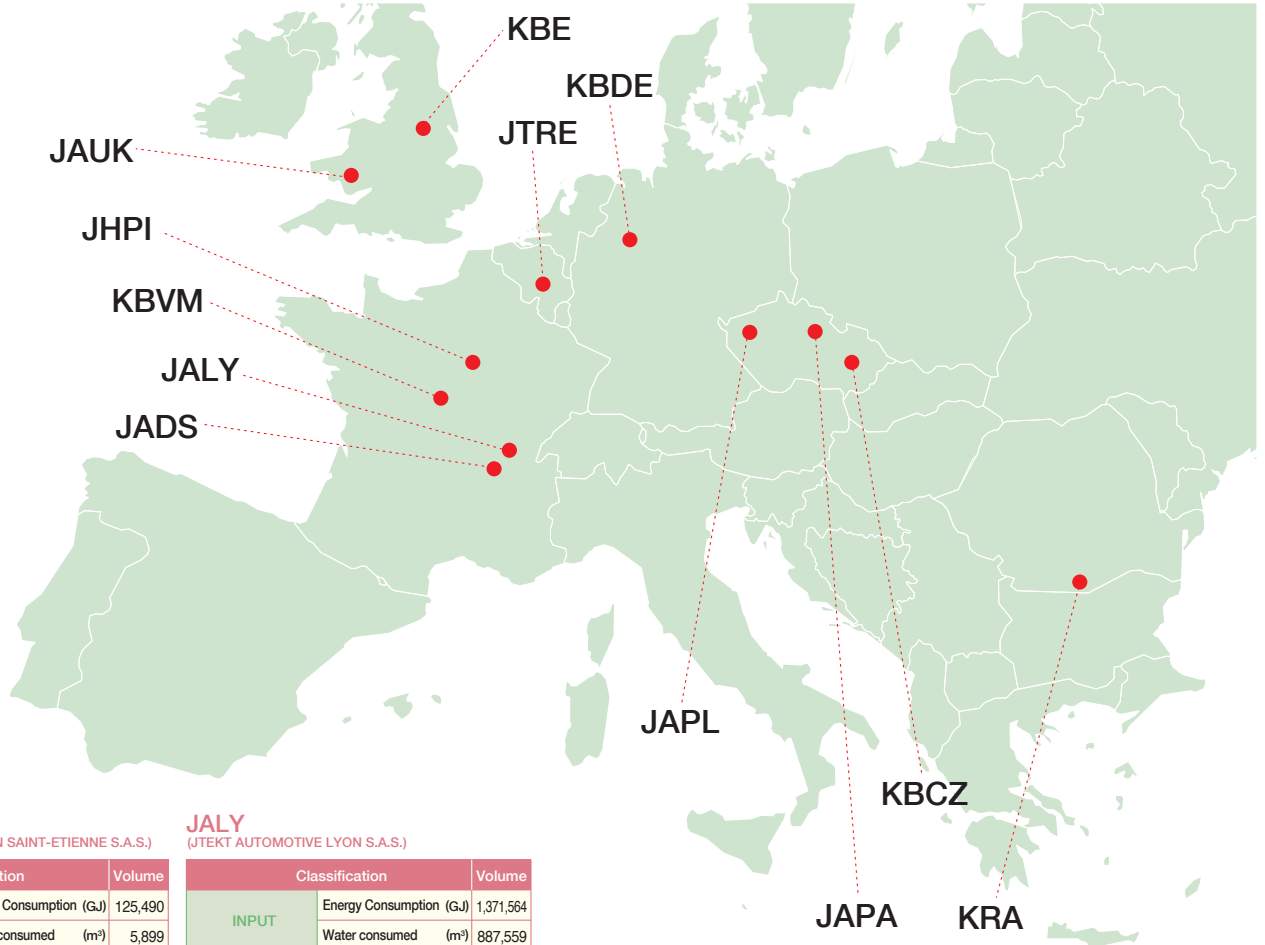 KBE
KBDE
JTRE
JAUK
JHPI
KBVM
JALY
JADS
JAPL
KBCZ
JAPA
KRA
SAINT-ETIENNE S.A.S.)
Volume
Consumption (GJ) 125,490
(m³) 5,899
JALY
(JTEKT AUTOMOTIVE LYON S.A.S.)
Classification Volume
INPUT
Energy Consumption (GJ) 1,371,564
Water consumed (m³) 887,559